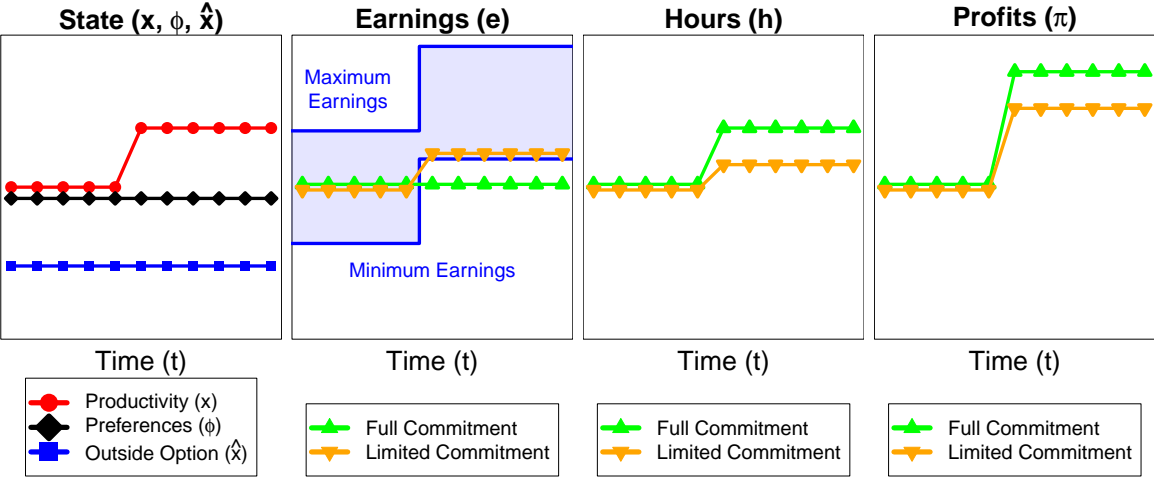 State (x, ϕ, x̂)
Earnings (e)
Hours (h)
Profits (π)
Maximum
Earnings
Minimum Earnings
Time (t)
Time (t)
Time (t)
Time (t)
Productivity (x)
Preferences (ϕ)
Outside Option (x̂)
Full Commitment
Limited Commitment
Full Commitment
Limited Commitment
Full Commitment
Limited Commitment